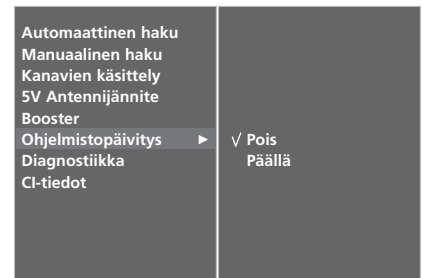 Automaattinen haku
Manuaalinen haku
Kanavien käsittely
5V Antennijännite
Booster
Ohjelmistopäivitys ►
Diagnostiikka
CI-tiedot
√ Pois
Päällä